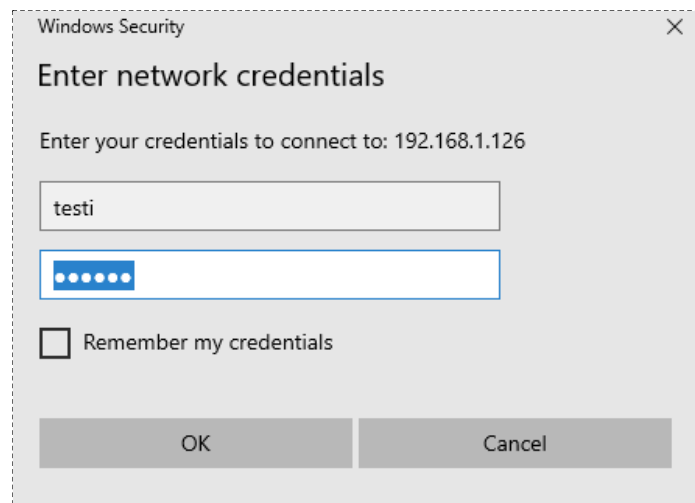 Windows Security
Enter network credentials
Enter your credentials to connect to: 192.168.1.126
testi
●●●●●●
Remember my credentials
OK
Cancel